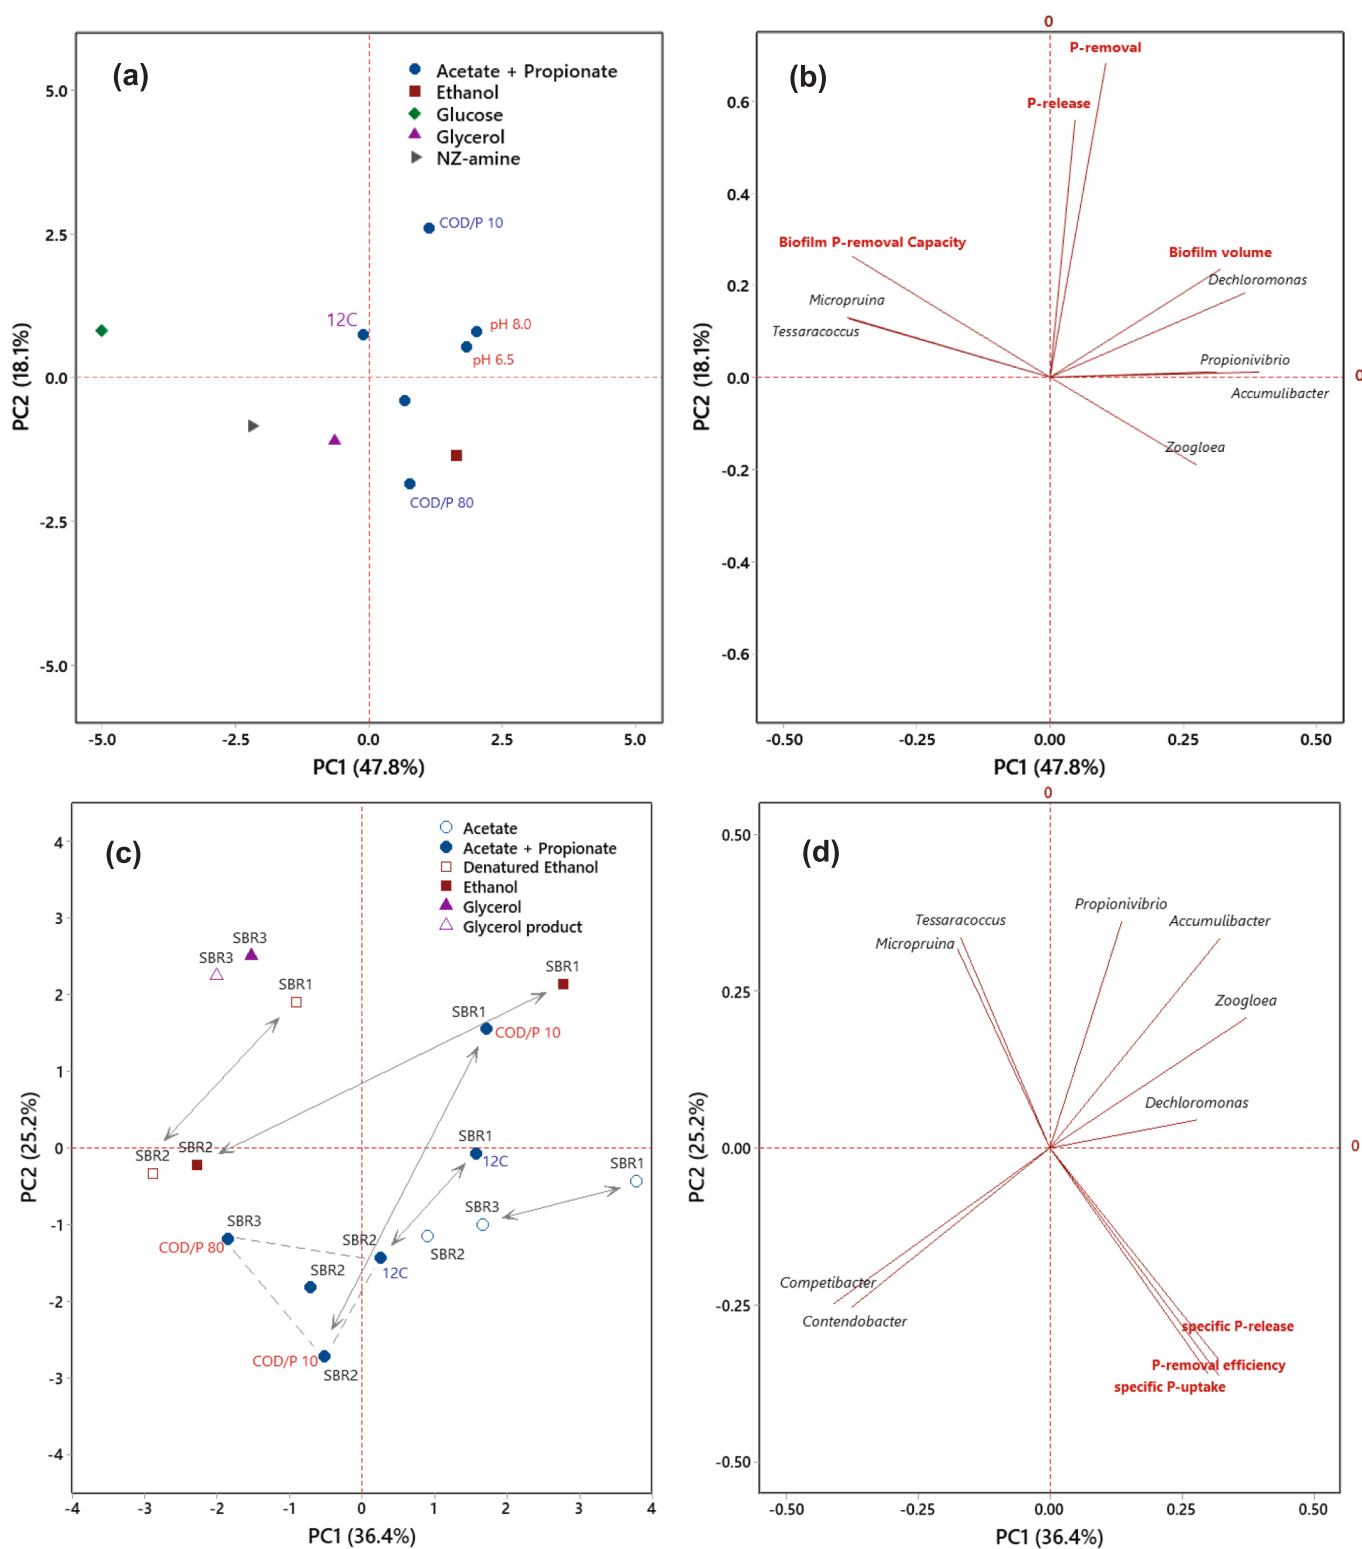 (a)
Acetate + Propionate
Ethanol
Glucose
Glycerol
NZ-amine
5.0
2.5
0.0
-2.5
-5.0
COD/P 10
12C
pH 8.0
pH 6.5
COD/P 80
-5.0
-2.5
0.0
2.5
5.0
PC1 (47.8%)
PC2 (18.1%)
0
(b)
P-removal
P-release
Biofilm P-removal Capacity
Biofilm volume
Dechloromonas
Micropruina
Tessaracoccus
Propionivibrio
Accumulibacter
Zoogloea
0
0.6
0.4
0.2
0.0
-0.2
-0.4
-0.6
-0.50
-0.25
0.00
0.25
0.50
PC1 (47.8%)
PC2 (18.1%)
(c)
Acetate
Acetate + Propionate
Denatured Ethanol
Ethanol
Glycerol
Glycerol product
4
3
2
1
0
-1
-2
-3
-4
SBR3
SBR3
SBR1
SBR1
SBR1
COD/P 10
SBR2
SBR2
SBR1
12C
SBR1
SBR3
SBR2
SBR3
COD/P 80
SBR2
12C
SBR2
COD/P 10
SBR2
-4
-3
-2
-1
0
1
2
3
4
PC1 (36.4%)
PC2 (25.2%)
0
(d)
Propionivibrio
Tessaracoccus
Accumulibacter
Micropruina
Zoogloea
Dechloromonas
0
Competibacter
Contendobacter
specific P-release
P-removal efficiency
specific P-uptake
0.50
0.25
0.00
-0.25
-0.50
-0.50
-0.25
0.00
0.25
0.50
PC1 (36.4%)
PC2 (25.2%)